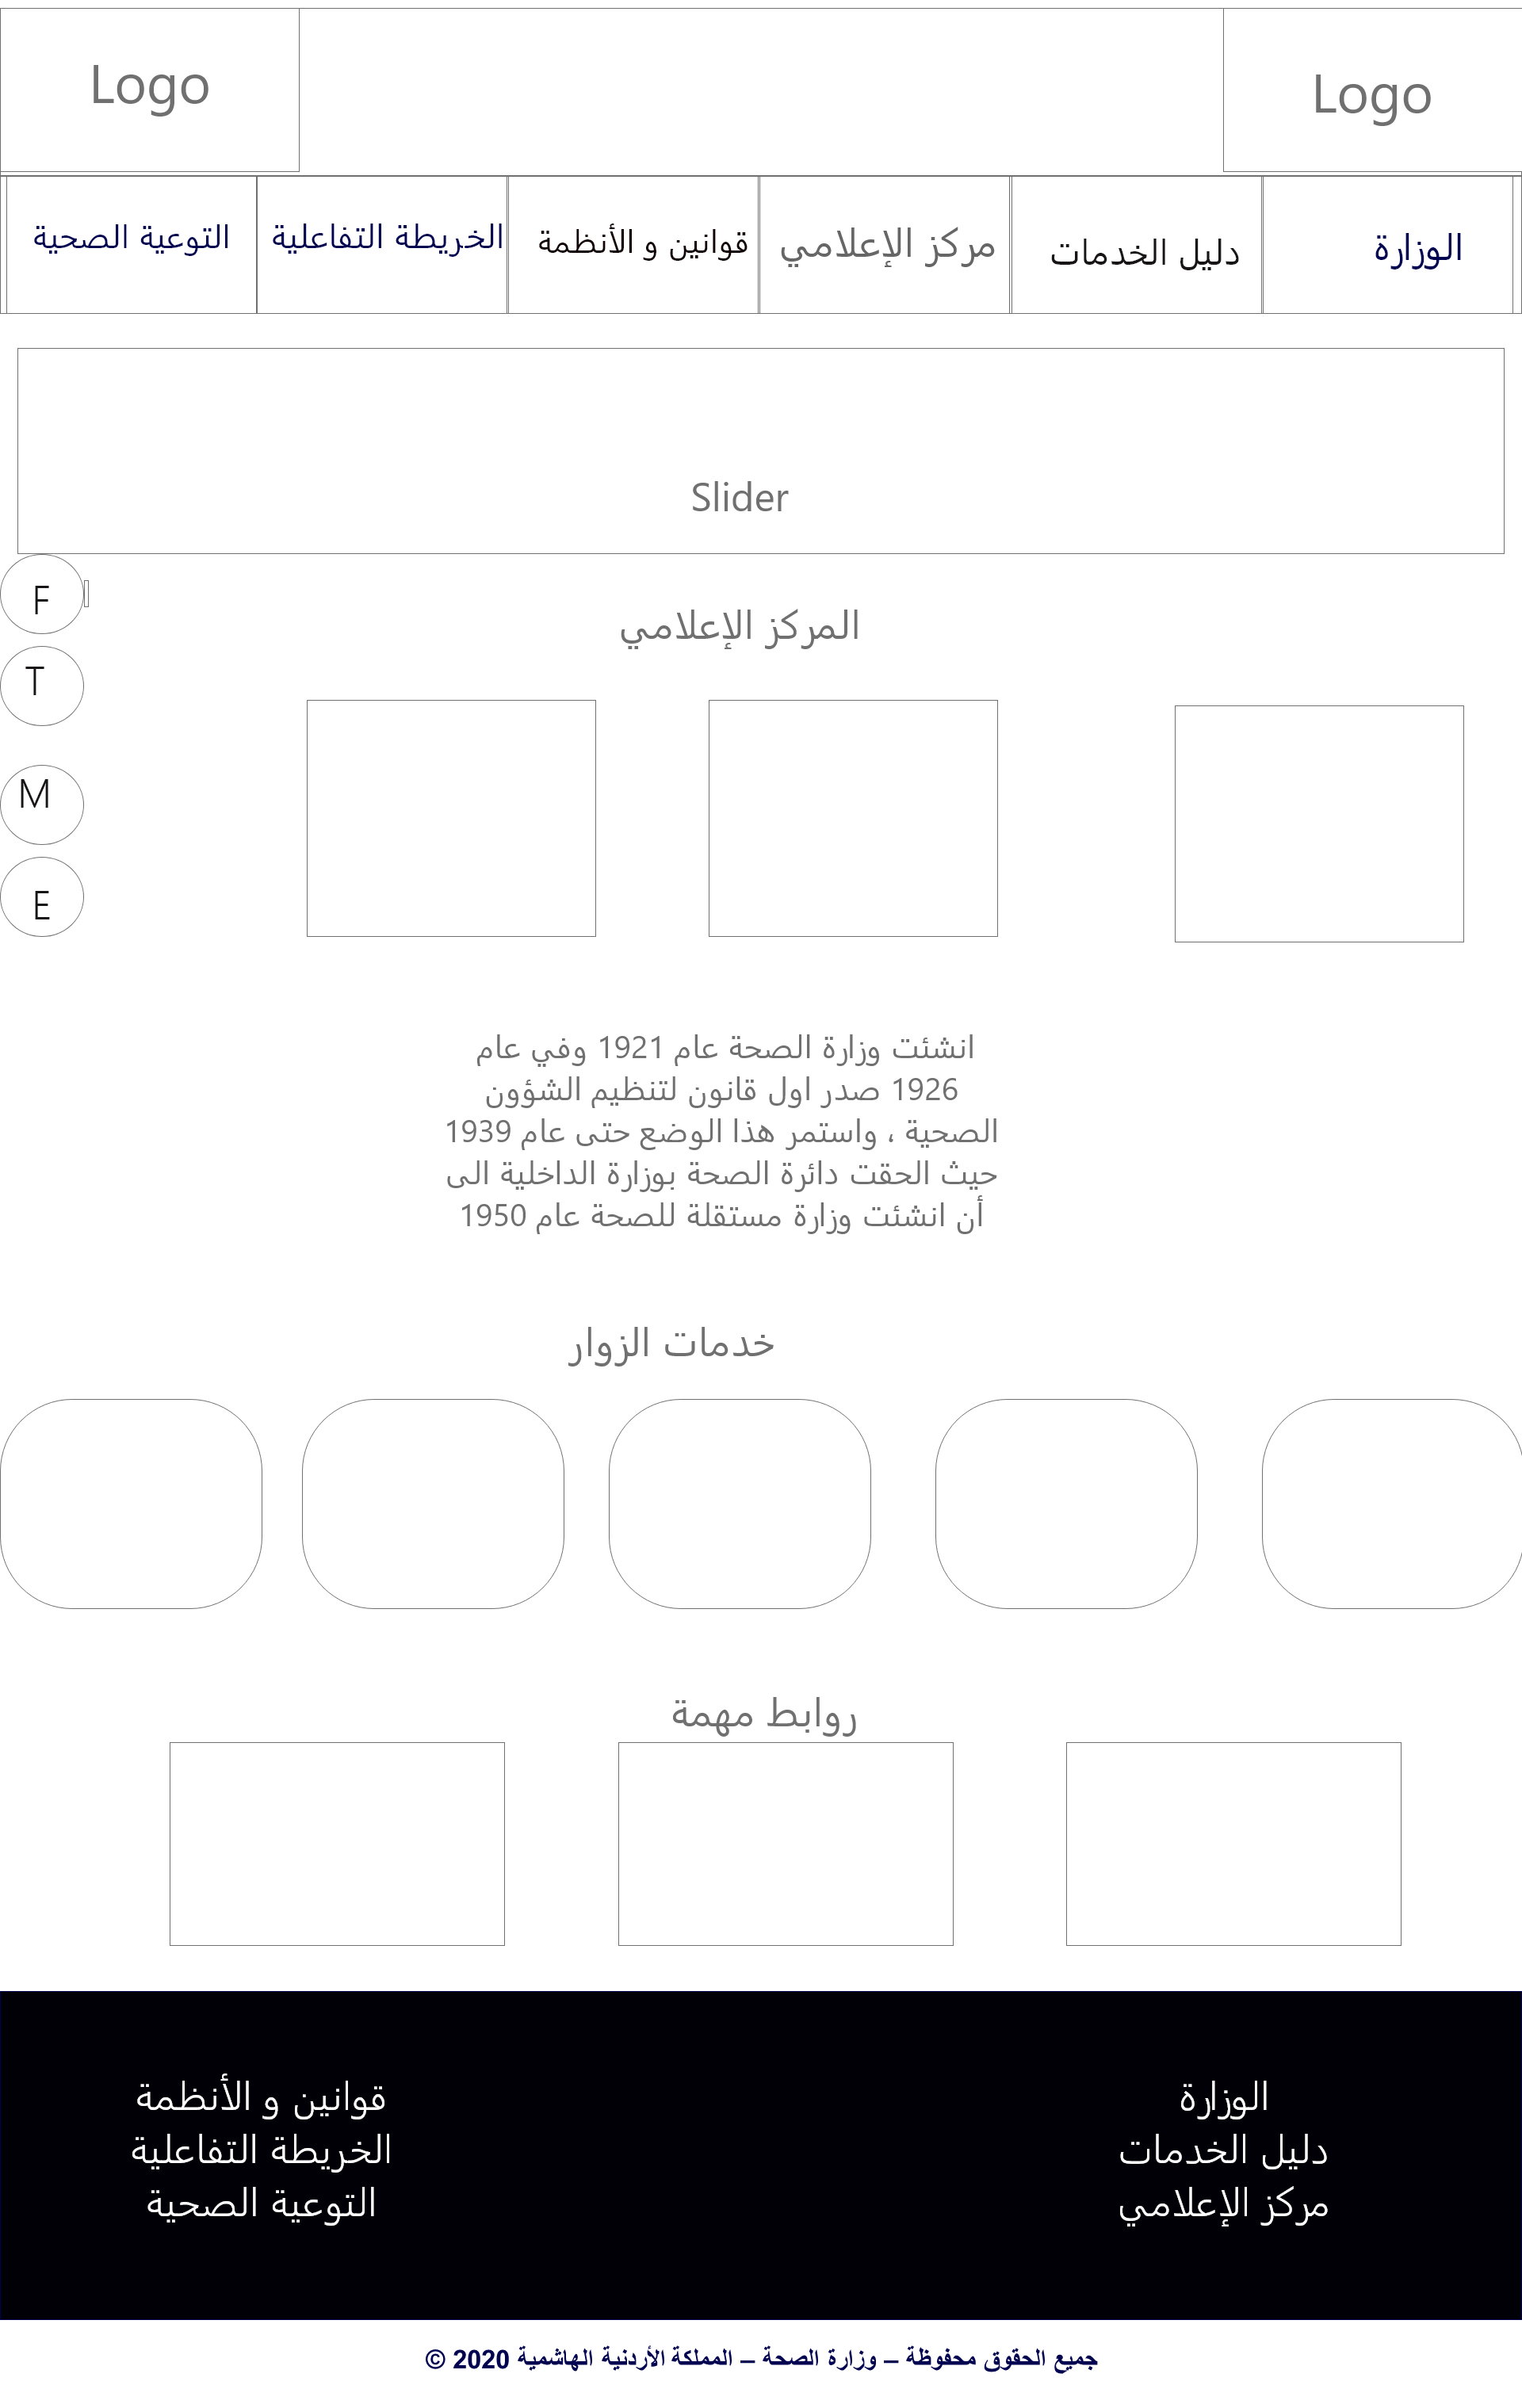 Logo
Logo
الوزارة
دليل الخدمات
مركز الإعلامي
قوانين و الأنظمة
الخريطة التفاعلية
التوعية الصحية
Slider
F
T
M
E
المركز الإعلامي
انشئت وزارة الصحة عام 1921 وفي عام
1926 صدر اول قانون لتنظيم الشؤون
الصحية ، واستمر هذا الوضع حتى عام 1939
حيث الحقت دائرة الصحة بوزارة الداخلية الى
أن انشئت وزارة مستقلة للصحة عام 1950
خدمات الزوار
روابط مهمة
الوزارة
دليل الخدمات
مركز الإعلامي
قوانين و الأنظمة
الخريطة التفاعلية
التوعية الصحية
جميع الحقوق محفوظة – وزارة الصحة – المملكة الأردنية الهاشمية 2020 ©